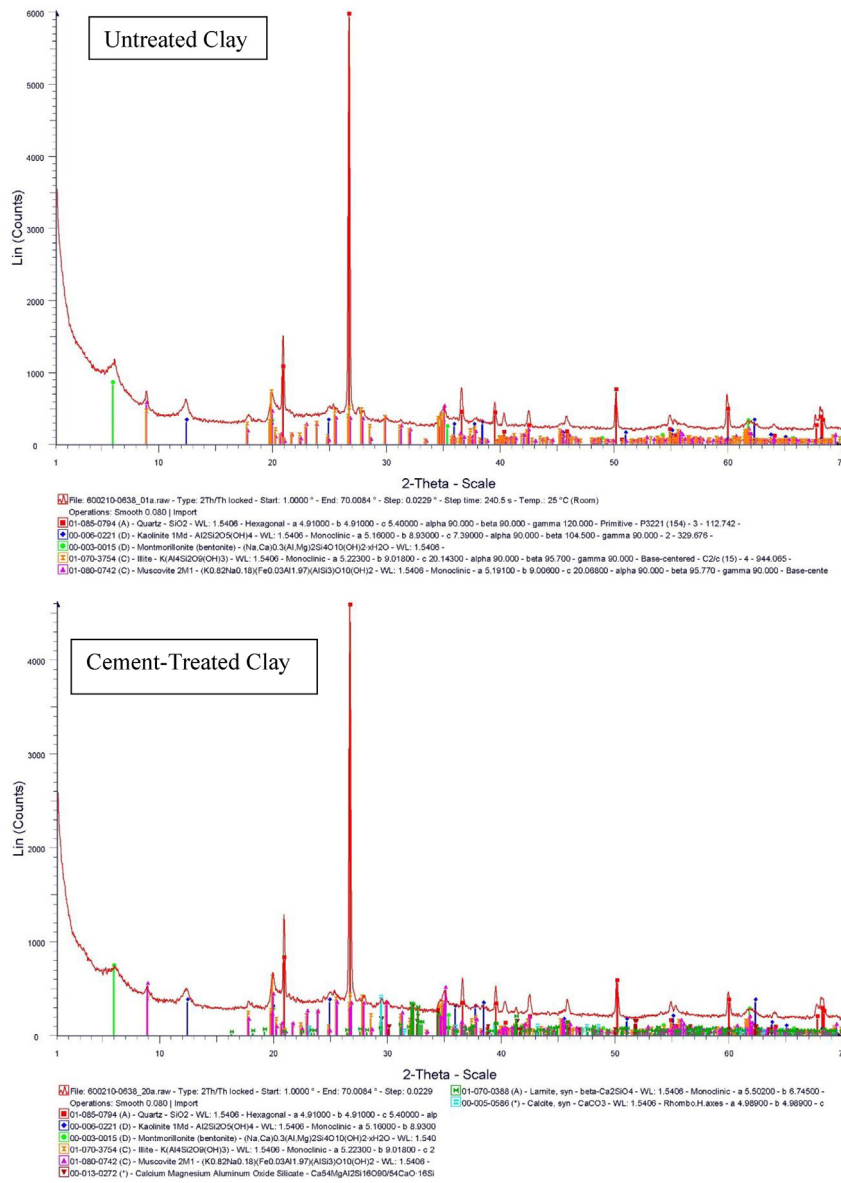 Untreated Clay
6000
5000
4000
3000
2000
1000
0
Lin (Counts)
1 10 20 30 40 50 60 70
2-Theta - Scale
File: 600210-0638_01a.raw - Type: 2Th/Th locked - Start: 1.0000 ° - End: 70.0084 ° - Step: 0.0229 ° - Step time: 240.5 s - Temp.: 25 °C (Room)
Operations: Smooth 0.080 | Import
01-085-0794 (A) - Quartz - SiO2 - WL: 1.5406 - Hexagonal - a 4.91000 - b 4.91000 - c 5.40000 - alpha 90.000 - beta 90.000 - gamma 120.000 - Primitive - P3221 (154) - 3 - 112.742 -
00-006-0221 (D) - Kaolinite 1Md - Al2Si2O5(OH)4 - WL: 1.5406 - Monoclinic - a 5.16000 - b 8.93000 - c 7.39000 - alpha 90.000 - beta 104.500 - gamma 90.000 - 2 - 329.676 -
00-003-0015 (D) - Montmorillonite (bentonite) - (Na,Ca)0.3(Al,Mg)2Si4O10(OH)2·xH2O - WL: 1.5406 -
01-070-3754 (C) - Illite - K(Al4Si2O9(OH)3) - WL: 1.5406 - Monoclinic - a 5.22300 - b 9.01800 - c 20.14300 - alpha 90.000 - beta 95.700 - gamma 90.000 - Base-centered - C2/c (15) - 4 - 944.065 -
01-080-0742 (C) - Muscovite 2M1 - (K0.82Na0.18)(Fe0.03Al1.97)(AlSi3)O10(OH)2 - WL: 1.5406 - Monoclinic - a 5.19100 - b 9.00600 - c 20.06800 - alpha 90.000 - beta 95.770 - gamma 90.000 - Base-cente
Cement-Treated Clay
4000
3000
2000
1000
0
Lin (Counts)
1 10 20 30 40 50 60 70
2-Theta - Scale
File: 600210-0638_20a.raw - Type: 2Th/Th locked - Start: 1.0000 ° - End: 70.0084 ° - Step: 0.0229
Operations: Smooth 0.080 | Import
01-085-0794 (A) - Quartz - SiO2 - WL: 1.5406 - Hexagonal - a 4.91000 - b 4.91000 - c 5.40000 - alp
00-006-0221 (D) - Kaolinite 1Md - Al2Si2O5(OH)4 - WL: 1.5406 - Monoclinic - a 5.16000 - b 8.9300
00-003-0015 (D) - Montmorillonite (bentonite) - (Na,Ca)0.3(Al,Mg)2Si4O10(OH)2·xH2O - WL: 1.540
01-070-3754 (C) - Illite - K(Al4Si2O9(OH)3) - WL: 1.5406 - Monoclinic - a 5.22300 - b 9.01800 - c 2
01-080-0742 (C) - Muscovite 2M1 - (K0.82Na0.18)(Fe0.03Al1.97)(AlSi3)O10(OH)2 - WL: 1.5406 -
00-013-0272 (*) - Calcium Magnesium Aluminum Oxide Silicate - Ca54MgAl2Si16O90/54CaO·16Si
01-070-0388 (A) - Larnite, syn - beta-Ca2SiO4 - WL: 1.5406 - Monoclinic - a 5.50200 - b 6.74500 -
00-005-0586 (*) - Calcite, syn - CaCO3 - WL: 1.5406 - Rhombo.H.axes - a 4.98900 - b 4.98900 - c